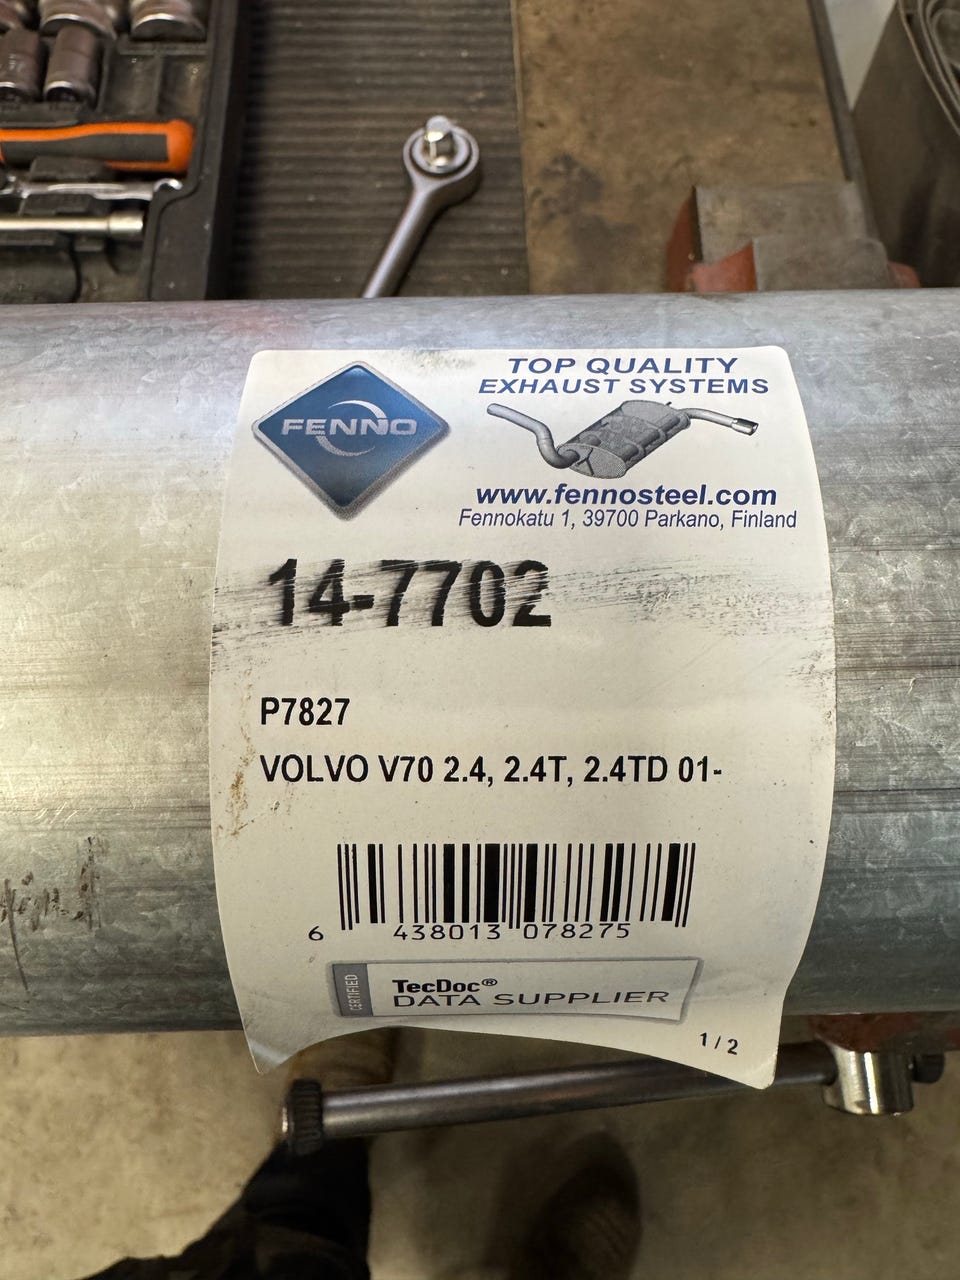 FENNO
TOP QUALITY
EXHAUST SYSTEMS
www.fennosteel.com
Fennokatu 1, 39700 Parkano, Finland
14-7702
P7827
VOLVO V70 2.4, 2.4T, 2.4TD 01-
6 438013 078275
CERTIFIED
TecDoc®
DATA SUPPLIER
1/2